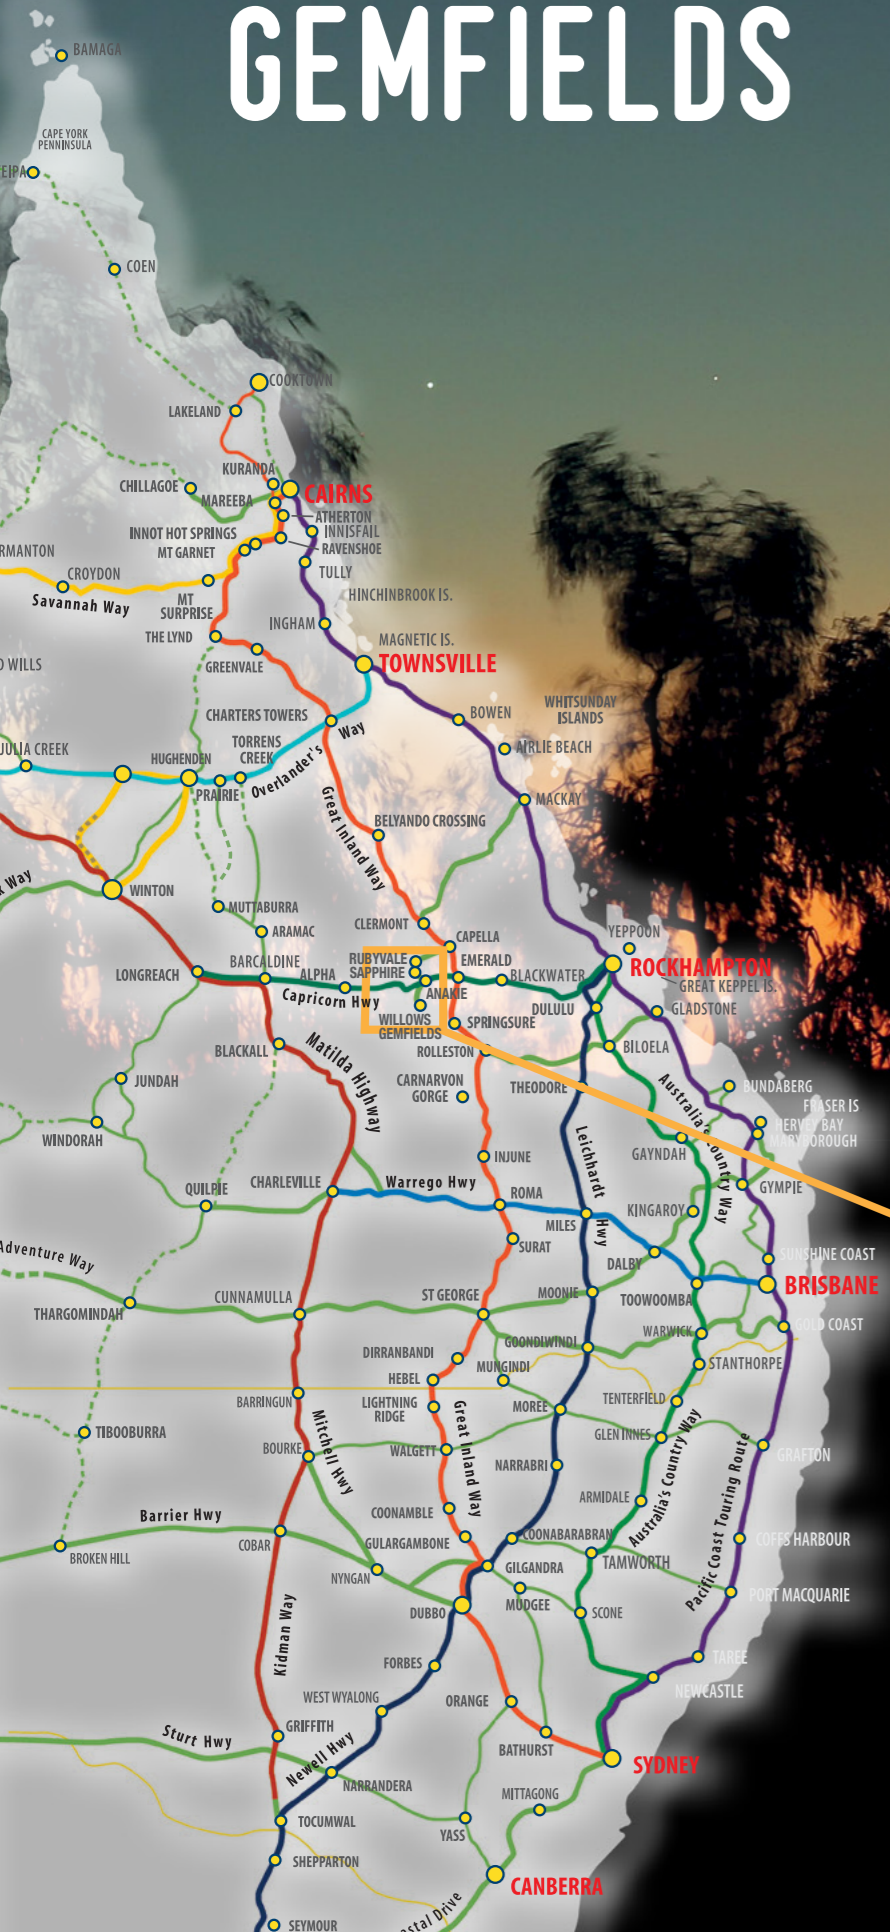 GEMFIELDS
BAMAGA
CAPE YORK
PENNINSULA
EIPA
COEN
COOKTOWN
LAKELAND
KURANDA
CHILLAGOE
CAIRNS
MAREEBA
ATHERTON
INNOT HOT SPRINGS
INNISFAIL
MT GARNET
RAVENSHOE
RMANTON
CROYDON
TULLY
Savannah Way
MT
SURPRISE
HINCHINBROOK IS.
INGHAM
THE LYND
MAGNETIC IS.
D WILLS
GREENVALE
TOWNSVILLE
CHARTERS TOWERS
BOWEN
WHITSUNDAY
ISLANDS
JULIA CREEK
HUGHENDEN
TORRENS
CREEK
Overlander's Way
AIRLIE BEACH
PRAIRIE
Great Inland Way
MACKAY
BELYANDO CROSSING
k Way
WINTON
MUTTABURRA
CLERMONT
ARAMAC
CAPELLA
YEPPOON
LONGREACH
BARCALDINE
ALPHA
RUBYVALE
SAPPHIRE
EMERALD
BLACKWATER
ROCKHAMPTON
Capricorn Hwy
ANAKIE
GREAT KEPPEL IS.
WILLOWS
GEMFIELDS
SPRINGSURE
DULULU
GLADSTONE
BLACKALL
Matilda Highway
ROLLESTON
BILOELA
JUNDAH
CARNARVON
GORGE
THEODORE
Australia's Country Way
BUNDABERG
FRASER IS
HERVEY BAY
MARYBOROUGH
WINDORAH
Leichhardt Hwy
GAYNDAH
INJUNE
QUILPIE
CHARLEVILLE
Warrego Hwy
ROMA
GYMPIE
MILES
KINGAROY
Adventure Way
SURAT
DALBY
SUNSHINE COAST
CUNNAMULLA
ST GEORGE
MOONIE
TOOWOOMBA
BRISBANE
THARGOMINDAH
GOLD COAST
WARWICK
DIRRANBANDI
GOONDIWINDI
MUNGINDI
STANTHORPE
HEBEL
BARRINGUN
LIGHTNING
RIDGE
MOREE
TENTERFIELD
TIBOOBURRA
Mitchell Hwy
Great Inland Way
GLEN INNES
BOURKE
WALGETT
Australia's Country Way
Pacific Coast Touring Route
GRAFTON
NARRABRI
ARMIDALE
Barrier Hwy
COONAMBLE
COBAR
GULARGAMBONE
COONABARABRAN
COFFS HARBOUR
BROKEN HILL
NYNGAN
GILGANDRA
TAMWORTH
PORT MACQUARIE
Kidman Way
DUBBO
MUDGEE
SCONE
FORBES
TAREE
WEST WYALONG
ORANGE
NEWCASTLE
Sturt Hwy
GRIFFITH
Newell Hwy
BATHURST
SYDNEY
NARRANDERA
MITTAGONG
TOCUMWAL
YASS
SHEPPARTON
CANBERRA
astal Drive
SEYMOUR